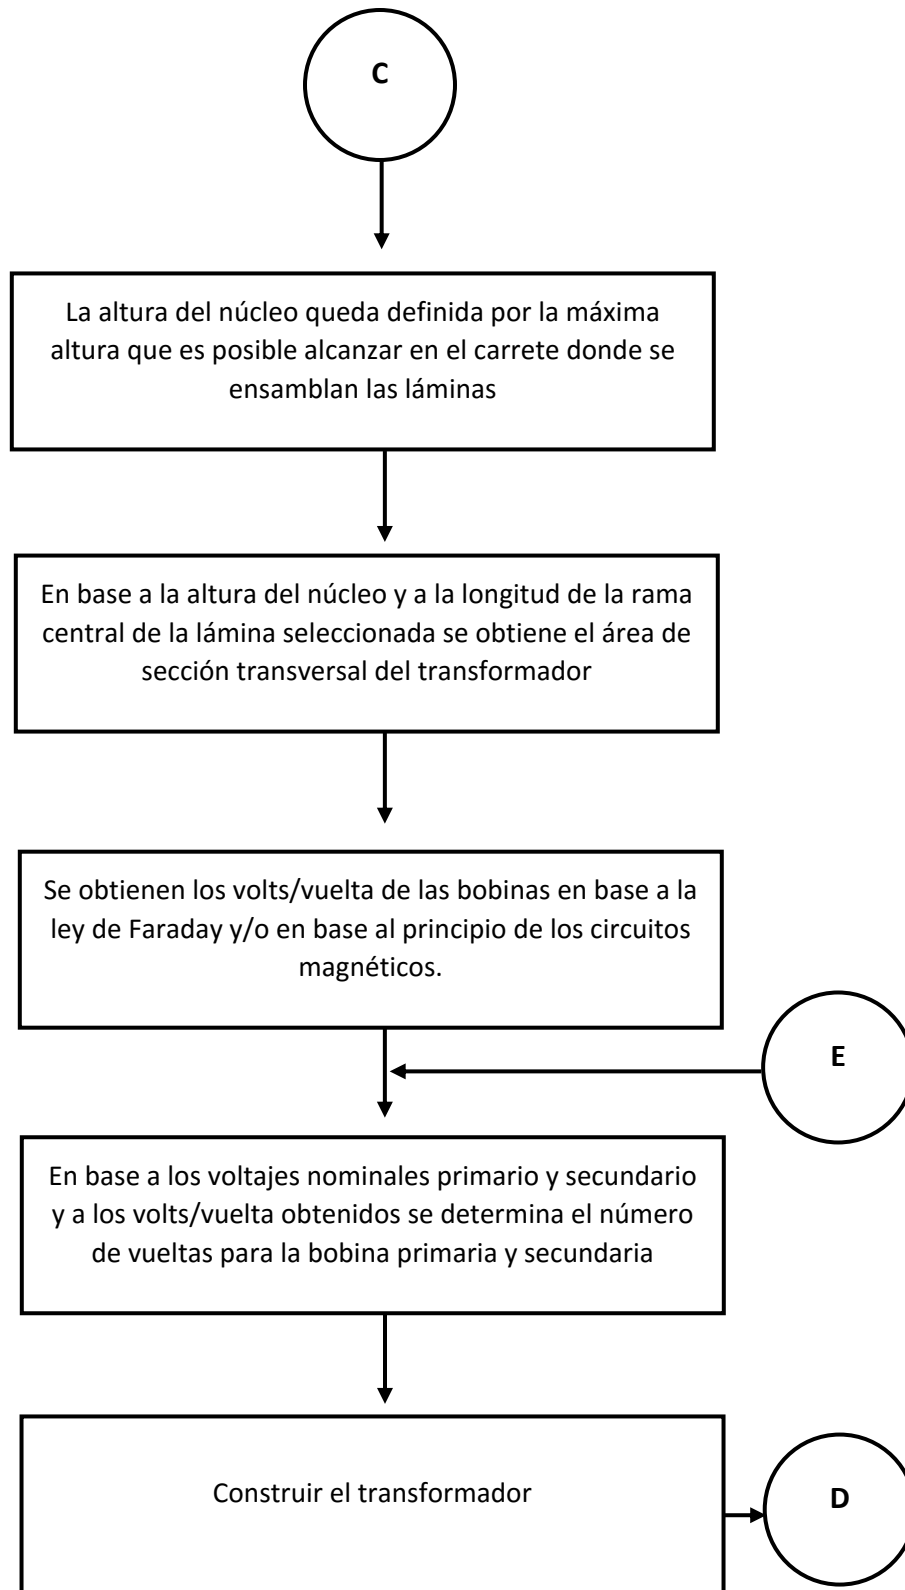 C
La altura del núcleo queda definida por la máxima
altura que es posible alcanzar en el carrete donde se
ensamblan las láminas
En base a la altura del núcleo y a la longitud de la rama
central de la lámina seleccionada se obtiene el área de
sección transversal del transformador
Se obtienen los volts/vuelta de las bobinas en base a la
ley de Faraday y/o en base al principio de los circuitos
magnéticos.
E
En base a los voltajes nominales primario y secundario
y a los volts/vuelta obtenidos se determina el número
de vueltas para la bobina primaria y secundaria
Construir el transformador
D